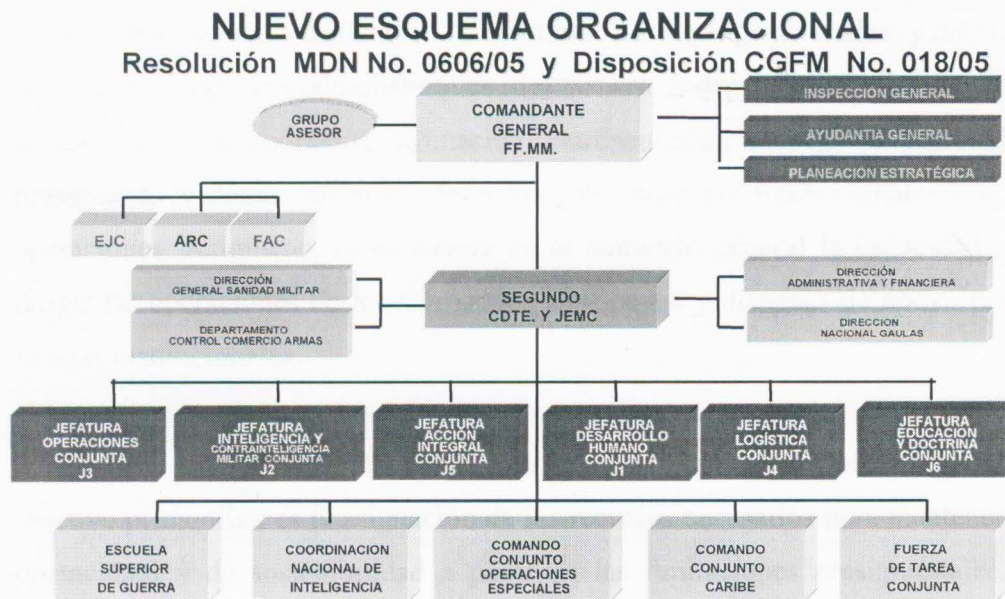 NUEVO ESQUEMA ORGANIZACIONAL
Resolución MDN No. 0606/05 y Disposición CGFM No. 018/05
GRUPO
ASESOR
COMANDANTE
GENERAL
FF.MM.
INSPECCIÓN GENERAL
AYUDANTIA GENERAL
PLANEACIÓN ESTRATÉGICA
EJC
ARC
FAC
DIRECCIÓN
GENERAL SANIDAD MILITAR
DEPARTAMENTO
CONTROL COMERCIO ARMAS
SEGUNDO
CDTE. Y JEMC
DIRECCIÓN
ADMINISTRATIVA Y FINANCIERA
DIRECCION
NACIONAL GAULAS
JEFATURA
OPERACIONES
CONJUNTA
J3
JEFATURA
INTELIGENCIA Y
CONTRAINTELIGENCIA
MILITAR CONJUNTA
J2
JEFATURA
ACCIÓN
INTEGRAL
CONJUNTA
J5
JEFATURA
DESARROLLO
HUMANO
CONJUNTA
J1
JEFATURA
LOGÍSTICA
CONJUNTA
J4
JEFATURA
EDUCACIÓN
Y DOCTRINA
CONJUNTA
J6
ESCUELA
SUPERIOR
DE GUERRA
COORDINACION
NACIONAL DE
INTELIGENCIA
COMANDO
CONJUNTO
OPERACIONES
ESPECIALES
COMANDO
CONJUNTO
CARIBE
FUERZA
DE TAREA
CONJUNTA